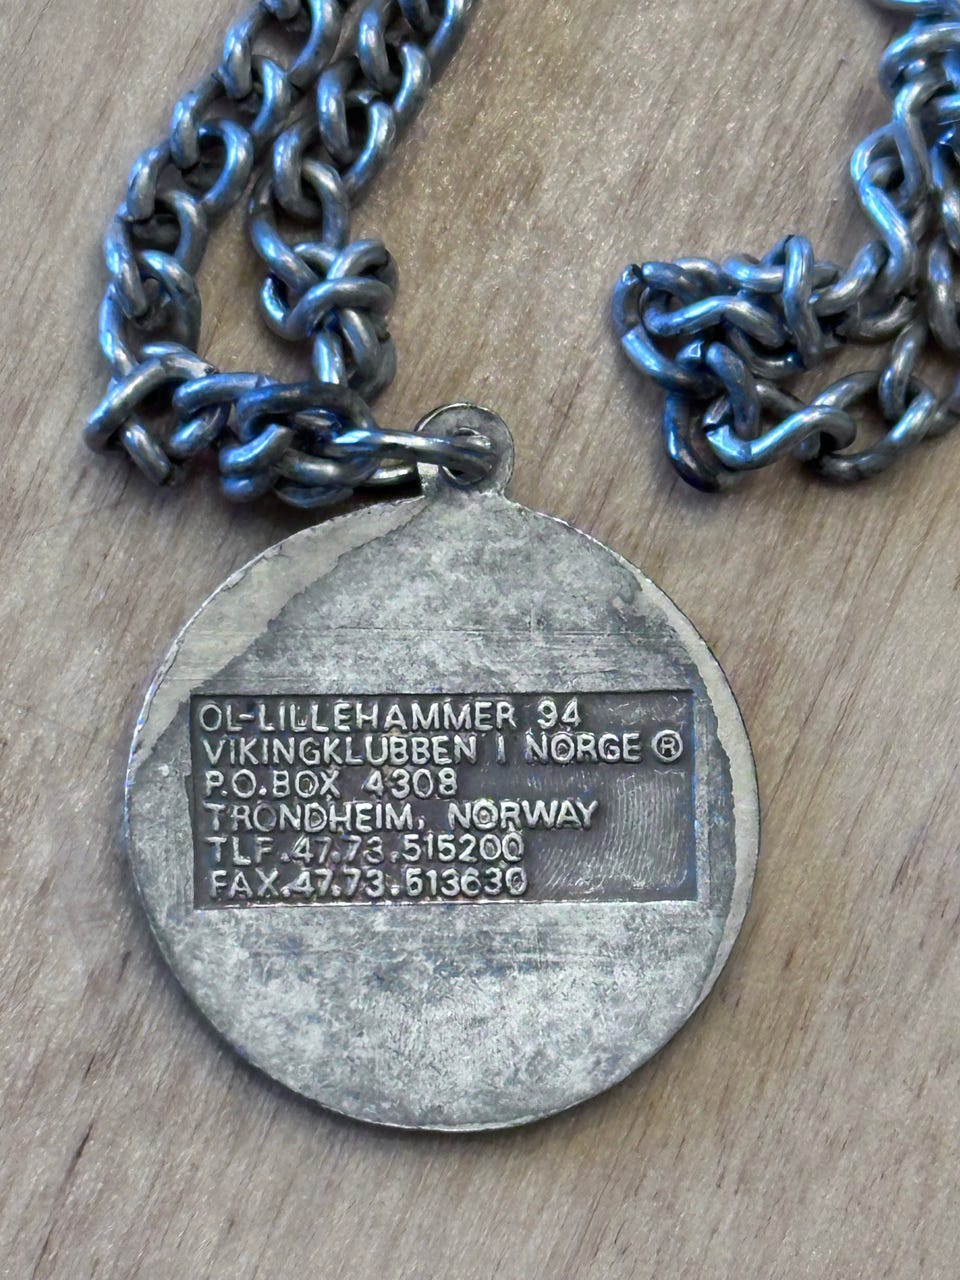 OL-LILLEHAMMER 94
VIKINGKLUBBEN I NORGE ®
P.O.BOX 4308
TRONDHEIM, NORWAY
TLF.47.73.515200
FAX.47.73.513630